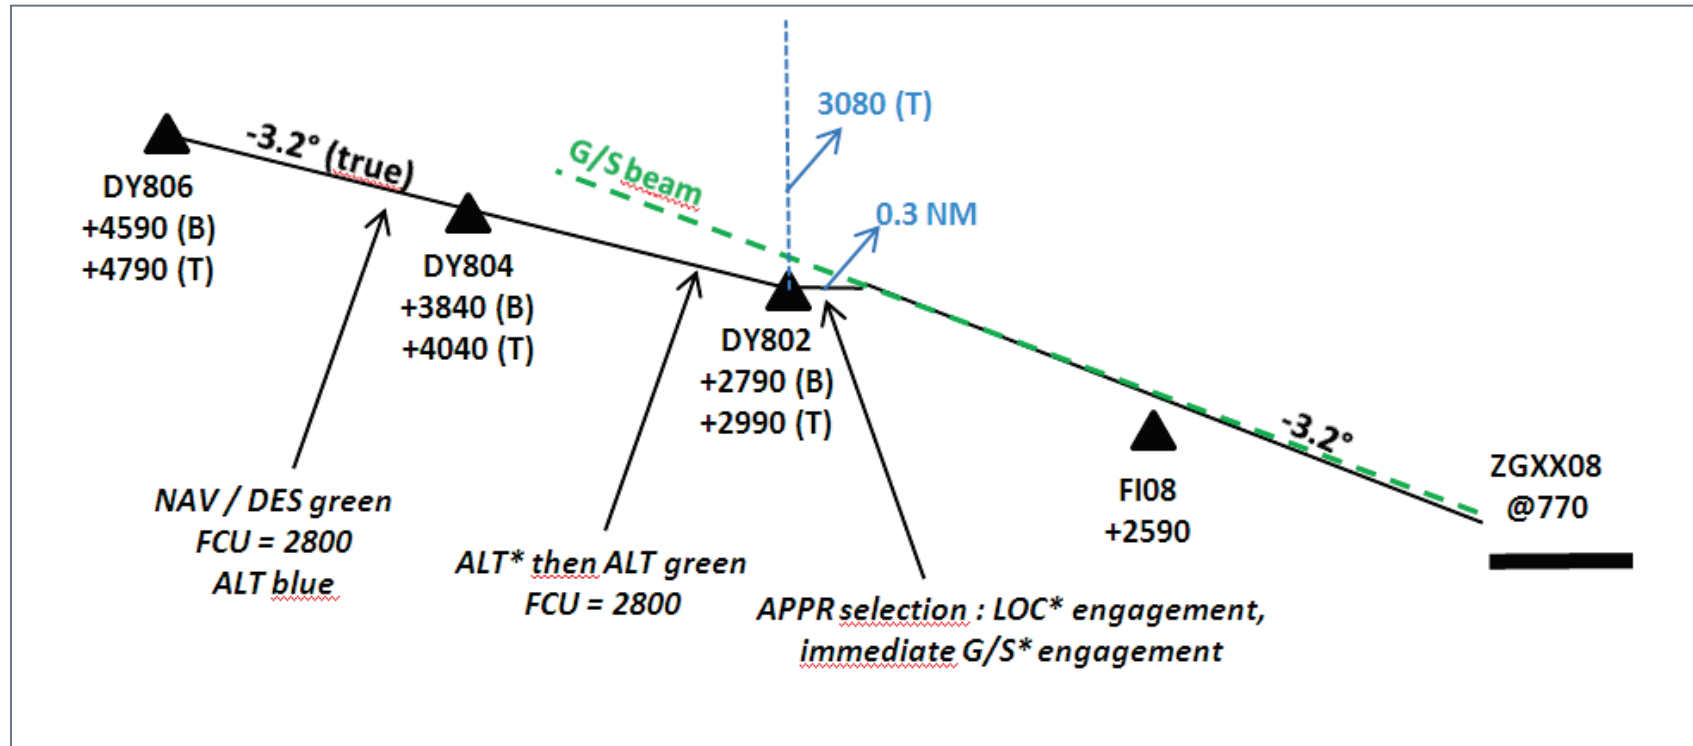 3080 (T)
-3.2° (true)
G/S beam
0.3 NM
DY806
+4590 (B)
+4790 (T)
DY804
+3840 (B)
+4040 (T)
DY802
+2790 (B)
+2990 (T)
-3.2°
ZGXX08
@770
FI08
+2590
NAV / DES green
FCU = 2800
ALT blue
ALT* then ALT green
FCU = 2800
APPR selection : LOC* engagement,
immediate G/S* engagement